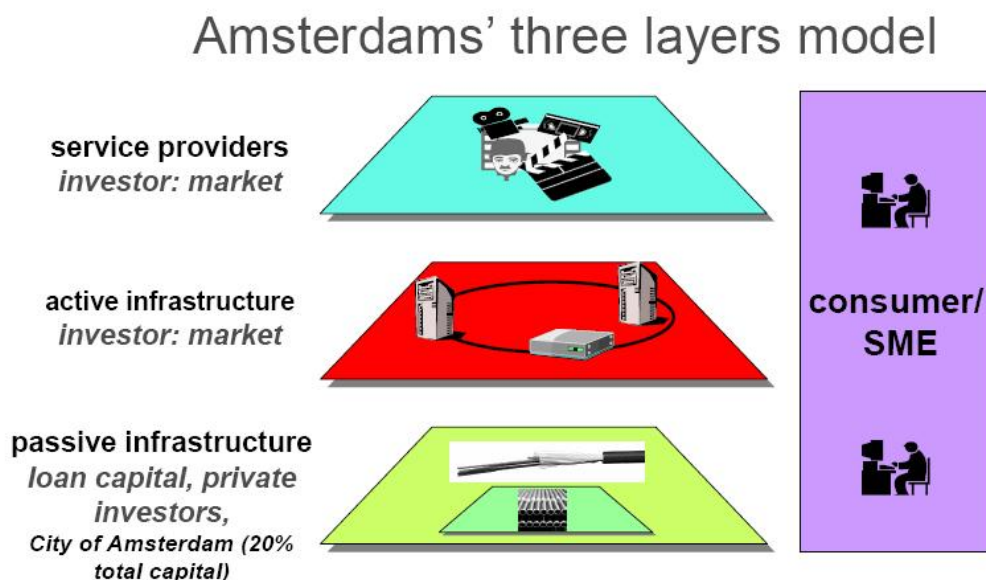 Amsterdams’ three layers model
service providers
investor: market
active infrastructure
investor: market
passive infrastructure
loan capital, private
investors,
City of Amsterdam (20%
total capital)
consumer/
SME